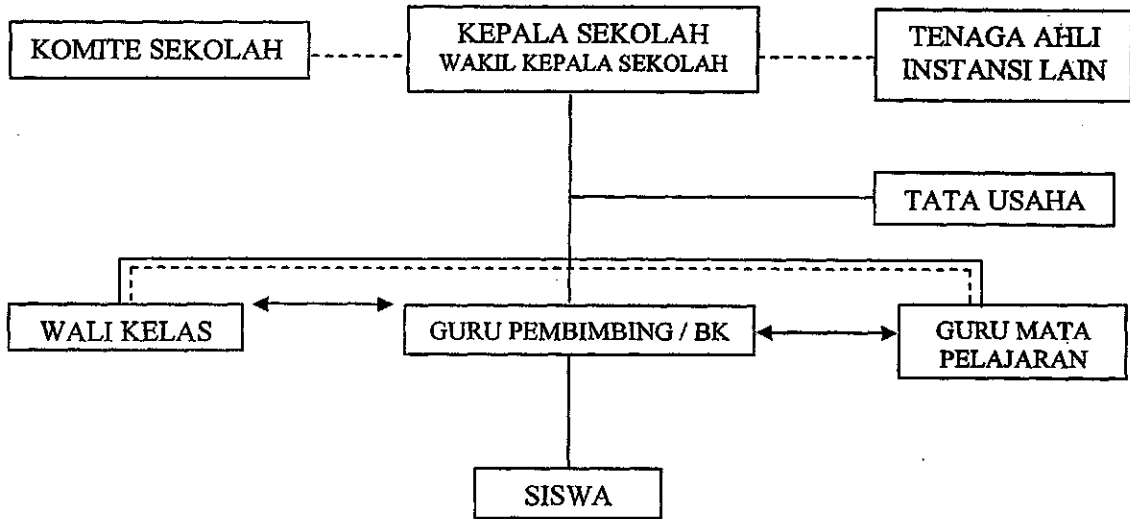 KOMITE SEKOLAH
KEPALA SEKOLAH
WAKIL KEPALA SEKOLAH
TENAGA AHLI
INSTANSI LAIN
TATA USAHA
WALI KELAS
GURU PEMBIMBING / BK
GURU MATA
PELAJARAN
SISWA